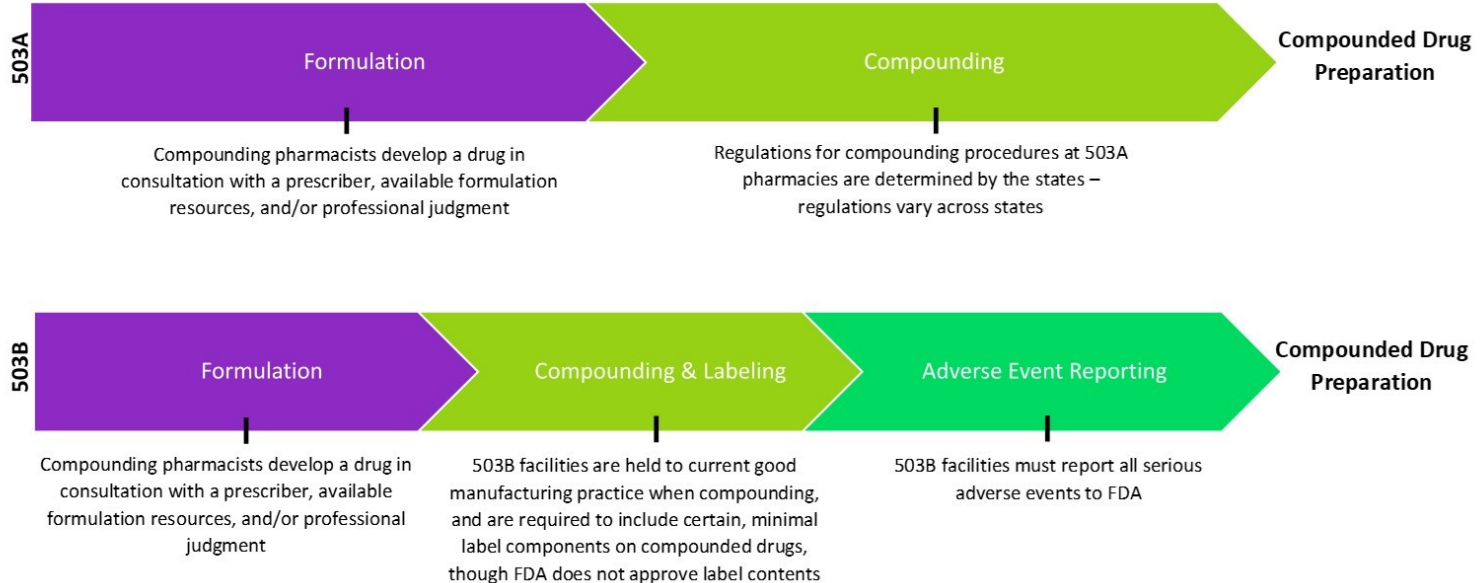 503A
Formulation
Compounding
Compounded Drug
Preparation
Compounding pharmacists develop a drug in
consultation with a prescriber, available formulation
resources, and/or professional judgment
Regulations for compounding procedures at 503A
pharmacies are determined by the states –
regulations vary across states
503B
Formulation
Compounding & Labeling
Adverse Event Reporting
Compounded Drug
Preparation
Compounding pharmacists develop a drug in
consultation with a prescriber, available
formulation resources, and/or professional
judgment
503B facilities are held to current good
manufacturing practice when compounding,
and are required to include certain, minimal
label components on compounded drugs,
though FDA does not approve label contents
503B facilities must report all serious
adverse events to FDA